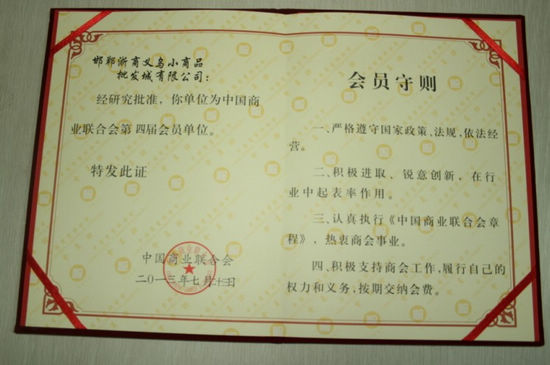 邯郸浙商义乌小商品
批发城有限公司：
经研究批准，你单位为中国商
业联合会第四届会员单位。
特发此证
中国商业联合会
二〇一三年七月十三日
会员守则
一、严格遵守国家政策、法规，依法经
营。
二、积极进取、锐意创新，在行
业中起表率作用。
三、认真执行《中国商业联合会章
程》，热衷商会事业。
四、积极支持商会工作，履行自己的
权力和义务，按期交纳会费。